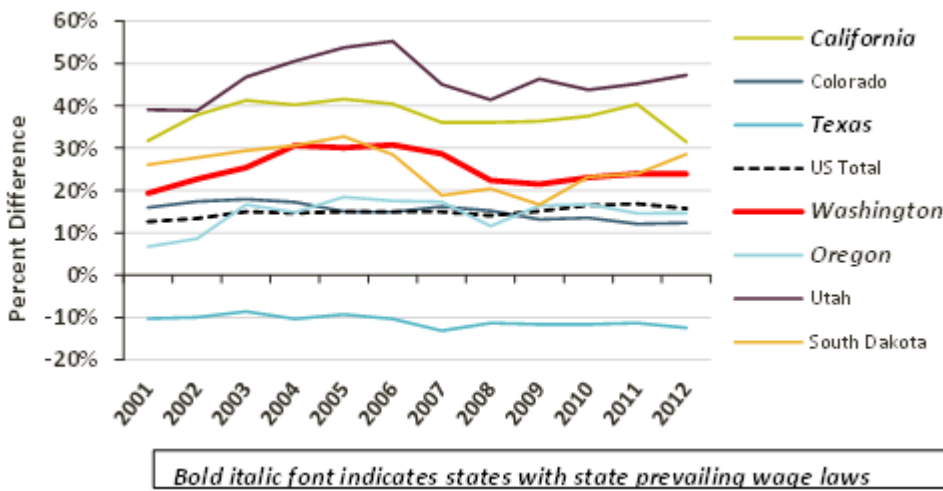 60%
50%
40%
30%
20%
10%
0%
-10%
-20%
Percent Difference
2001
2002
2003
2004
2005
2006
2007
2008
2009
2010
2011
2012
California
Colorado
Texas
US Total
Washington
Oregon
Utah
South Dakota
Bold italic font indicates states with state prevailing wage laws